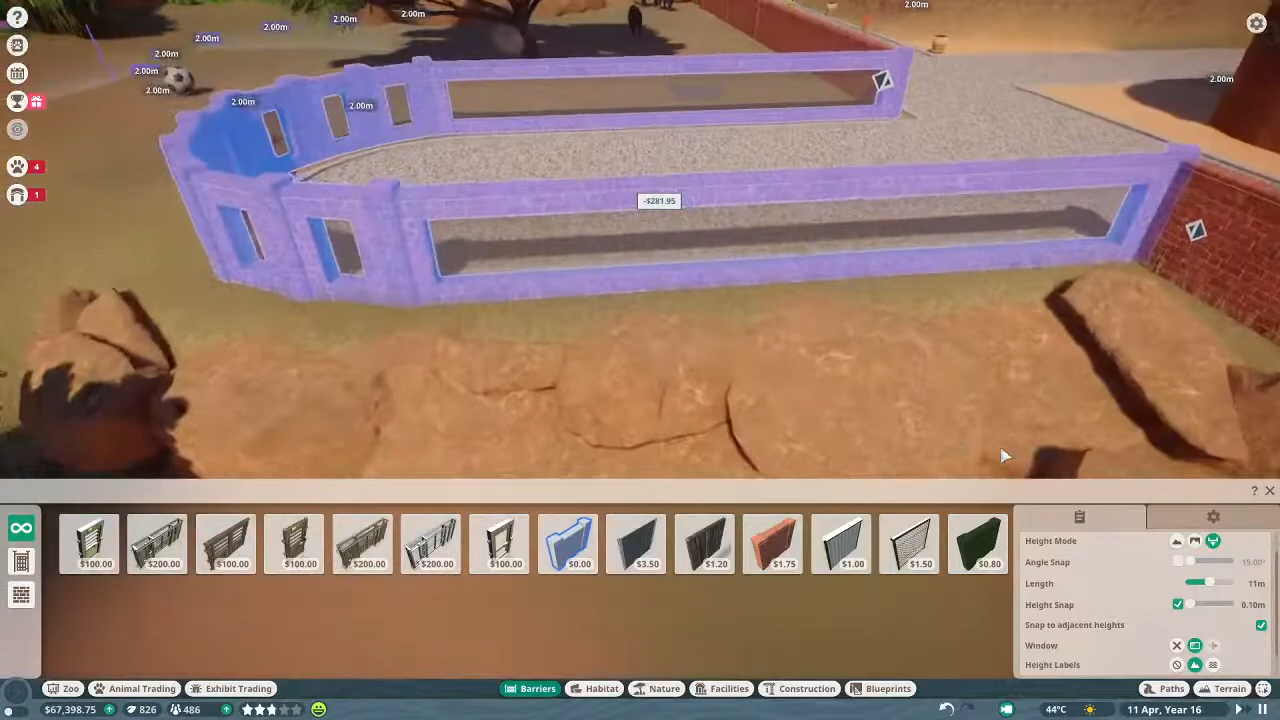 2.00m
2.00m
2.00m
2.00m
2.00m
2.00m
2.00m
2.00m
2.00m
2.00m
2.00m
4
1
-$281.95
?
$100.00
$200.00
$100.00
$100.00
$200.00
$200.00
$100.00
$0.00
$3.50
$1.20
$1.75
$1.00
$1.50
$0.80
Height Mode
Angle Snap 15.00°
Length 11m
Height Snap 0.10m
Snap to adjacent heights
Window
Height Labels
Zoo Animal Trading Exhibit Trading Barriers Habitat Nature Facilities Construction Blueprints Paths Terrain
$67,398.75 826 486 44°C 11 Apr, Year 16